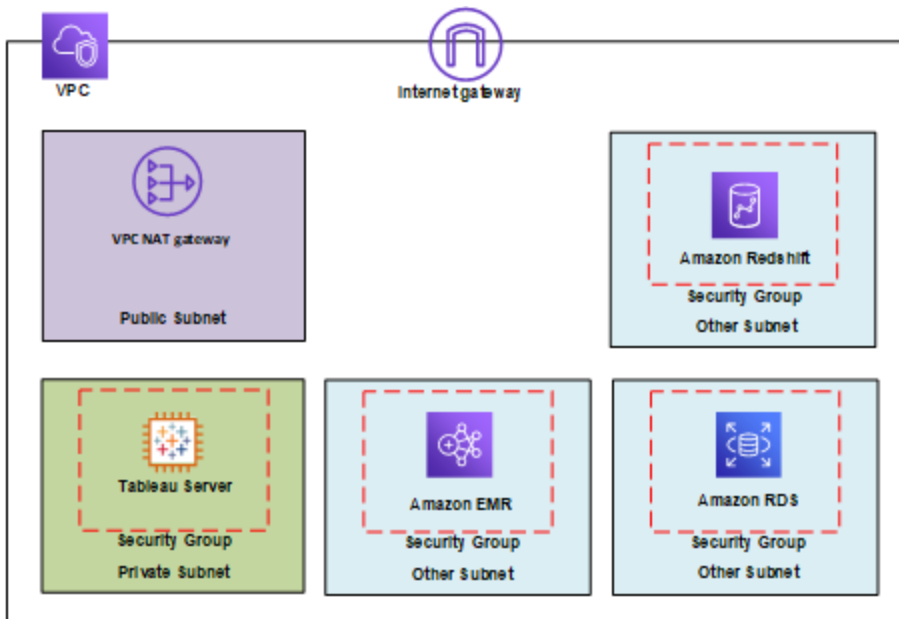 VPC
Internet gateway
VPC NAT gateway
Public Subnet
Amazon Redshift
Security Group
Other Subnet
Tableau Server
Security Group
Private Subnet
Amazon EMR
Security Group
Other Subnet
Amazon RDS
Security Group
Other Subnet